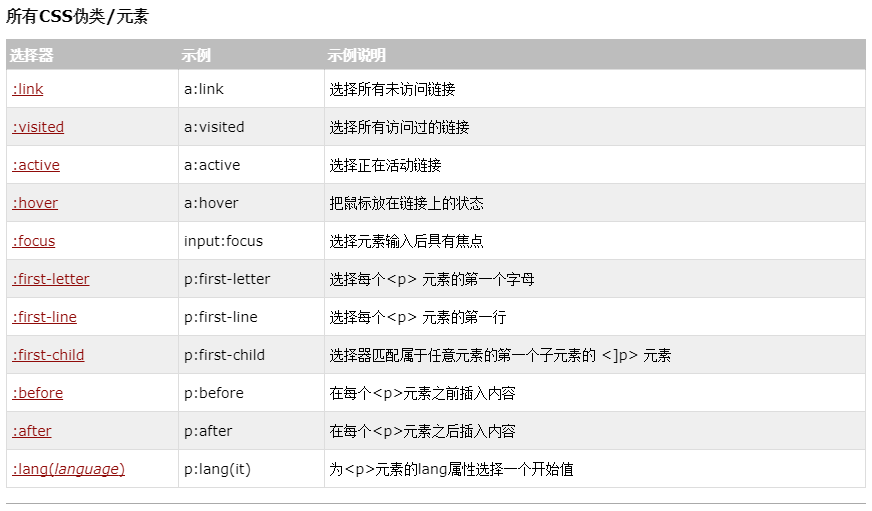 所有CSS伪类/元素
选择器 示例 示例说明
:link a:link 选择所有未访问链接
:visited a:visited 选择所有访问过的链接
:active a:active 选择正在活动链接
:hover a:hover 把鼠标放在链接上的状态
:focus input:focus 选择元素输入后具有焦点
:first-letter p:first-letter 选择每个<p> 元素的第一个字母
:first-line p:first-line 选择每个<p> 元素的第一行
:first-child p:first-child 选择器匹配属于任意元素的第一个子元素的 <]p> 元素
:before p:before 在每个<p>元素之前插入内容
:after p:after 在每个<p>元素之后插入内容
:lang(language) p:lang(it) 为<p>元素的lang属性选择一个开始值